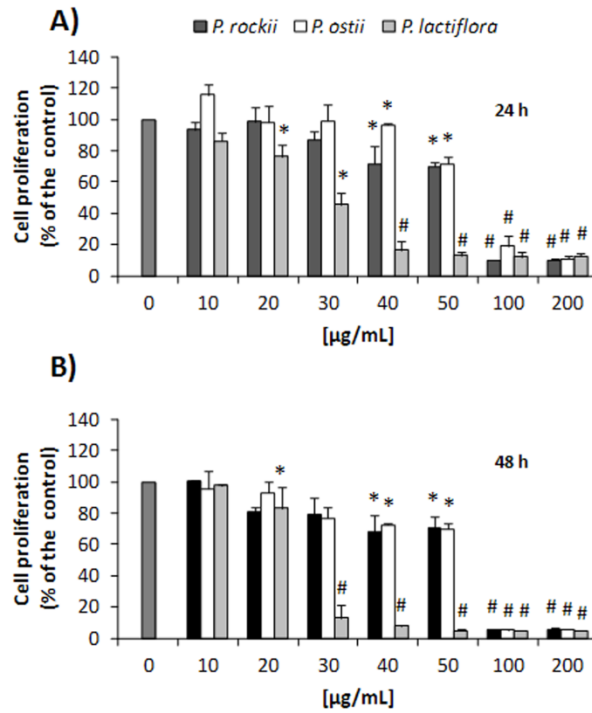 A)
P. rockii P. ostii P. lactiflora
Cell proliferation
(% of the control)
140
120
100
80
60
40
20
0
24 h
* * * * * * # # # # # # # #
0 10 20 30 40 50 100 200
[µg/mL]
B)
Cell proliferation
(% of the control)
140
120
100
80
60
40
20
0
48 h
* * * * * # # # # # # # # #
0 10 20 30 40 50 100 200
[µg/mL]